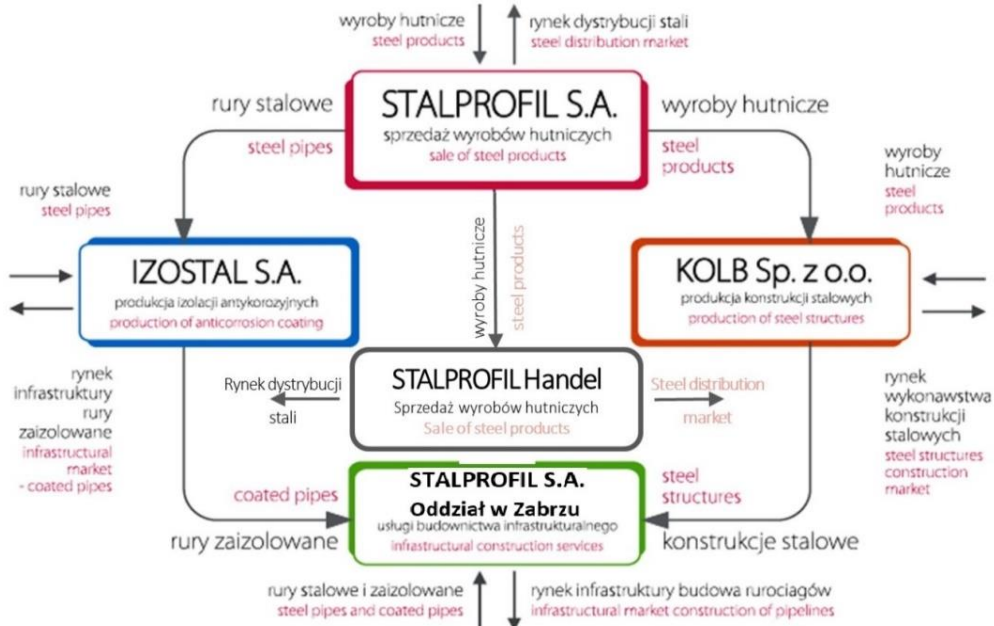 wyroby hutnicze
steel products
rynek dystrybucji stali
steel distribution market
STALPROFIL S.A.
sprzedaż wyrobów hutniczych
sale of steel products
rury stalowe
steel pipes
wyroby hutnicze
steel
products
rury stalowe
steel pipes
wyroby
hutnicze
steel
products
IZOSTAL S.A.
produkcja izolacji antykorozyjnych
production of anticorrosion coating
wyroby hutnicze
steel products
KOLB Sp. z o.o.
produkcja konstrukcji stalowych
production of steel structures
rynek
infrastruktury
rury
zaizolowane
infrastructural
market
- coated pipes
Rynek dystrybucji
stali
STALPROFIL Handel
Sprzedaż wyrobów hutniczych
Sale of steel products
Steel distribution
market
rynek
wykonawstwa
konstrukcji
stalowych
steel structures
construction
market
coated pipes
rury zaizolowane
STALPROFIL S.A.
Oddział w Zabrzu
usługi budownictwa infrastrukturalnego
infrastructural construction services
steel
structures
konstrukcje stalowe
rury stalowe i zaizolowane
steel pipes and coated pipes
rynek infrastruktury budowa rurociągów
infrastructural market construction of pipelines